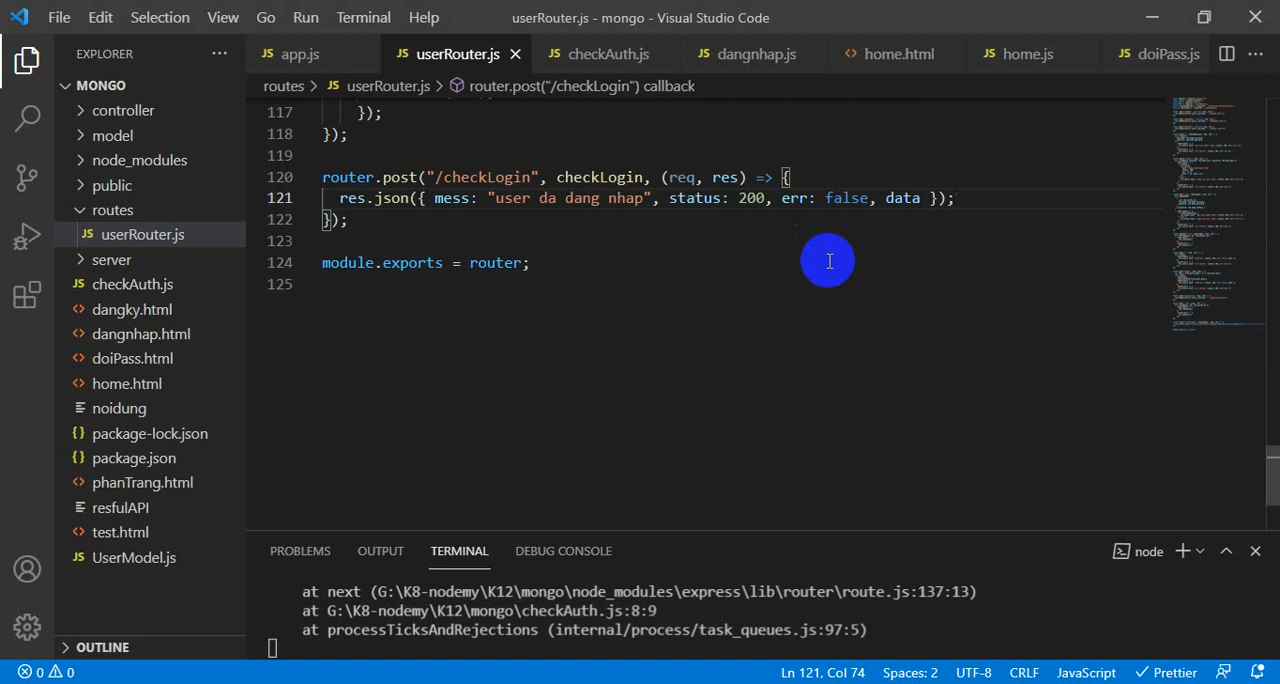 File Edit Selection View Go Run Terminal Help userRouter.js - mongo - Visual Studio Code
EXPLORER ... JS app.js JS userRouter.js JS checkAuth.js JS dangnhap.js home.html JS home.js JS doiPass.js ...
routes > JS userRouter.js > router.post("/checkLogin") callback
MONGO
controller
model
node_modules
public
routes
JS userRouter.js
server
JS checkAuth.js
dangky.html
dangnhap.html
doiPass.html
home.html
noidung
{} package-lock.json
{} package.json
phanTrang.html
resfulAPI
test.html
JS UserModel.js
OUTLINE
117 });
118 });
119
120 router.post("/checkLogin", checkLogin, (req, res) => {
121 res.json({ mess: "user da dang nhap", status: 200, err: false, data });
122 });
123
124 module.exports = router;
125
PROBLEMS OUTPUT TERMINAL DEBUG CONSOLE node
at next (G:\K8-nodemy\K12\mongo\node_modules\express\lib\router\route.js:137:13)
at G:\K8-nodemy\K12\mongo\checkAuth.js:8:9
at processTicksAndRejections (internal/process/task_queues.js:97:5)
0 0 Ln 121, Col 74 Spaces: 2 UTF-8 CRLF JavaScript Prettier